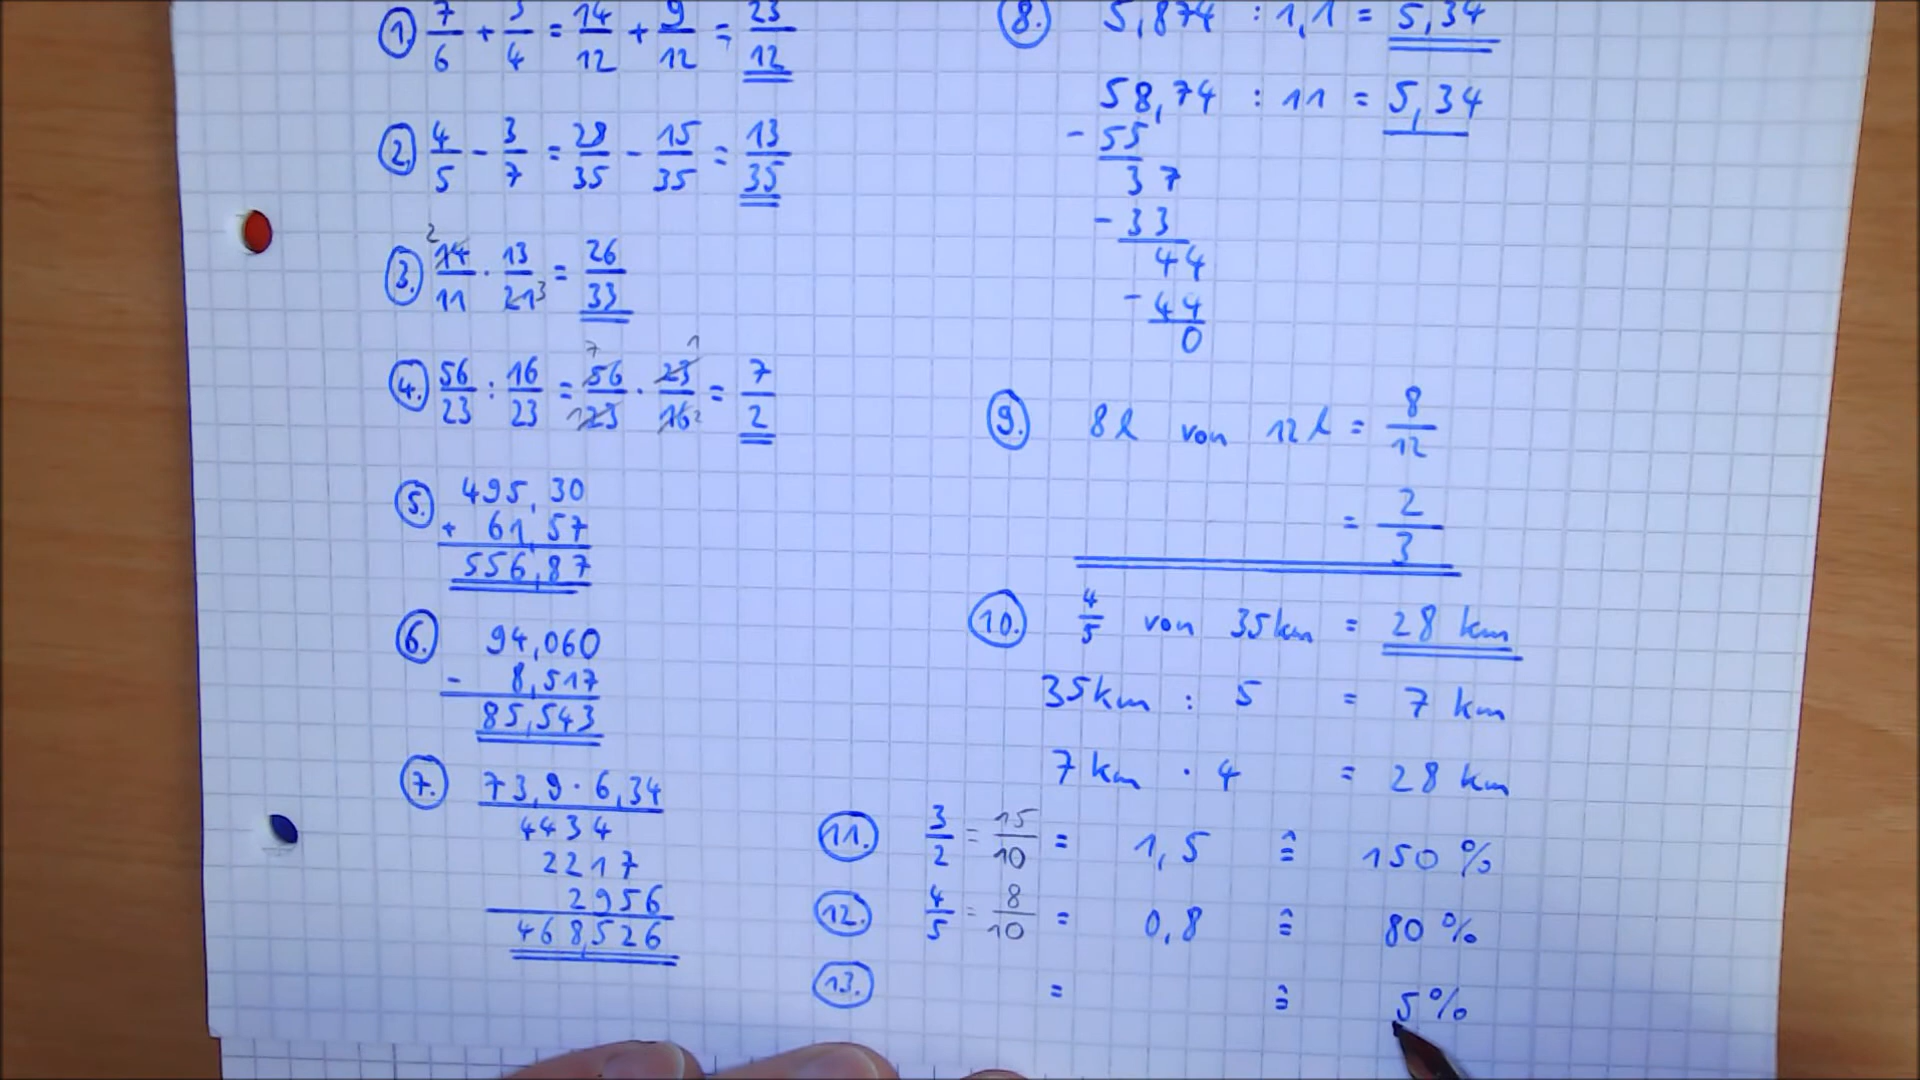 1. 7/6 + 3/4 = 14/12 + 9/12 = 23/12
2. 4/5 - 3/7 = 28/35 - 15/35 = 13/35
3. 2 14/11 · 13/21 3 = 26/33
4. 56/23 : 16/23 = 7 56/23 1 · 1 23/16 2 = 7/2
5. 495,30
+ 61,57
556,87
6. 94,060
- 8,517
85,543
7. 73,9 · 6,34
4434
2217
2956
468,526
8. 5,874 : 1,1 = 5,34
58,74 : 11 = 5,34
- 55
37
- 33
44
- 44
0
9. 8l von 12l = 8/12
= 2/3
10. 4/5 von 35km = 28 km
35km : 5 = 7 km
7km · 4 = 28 km
11. 3/2 = 15/10 = 1,5 ≙ 150 %
12. 4/5 = 8/10 = 0,8 ≙ 80 %
13. = ≙ 5%